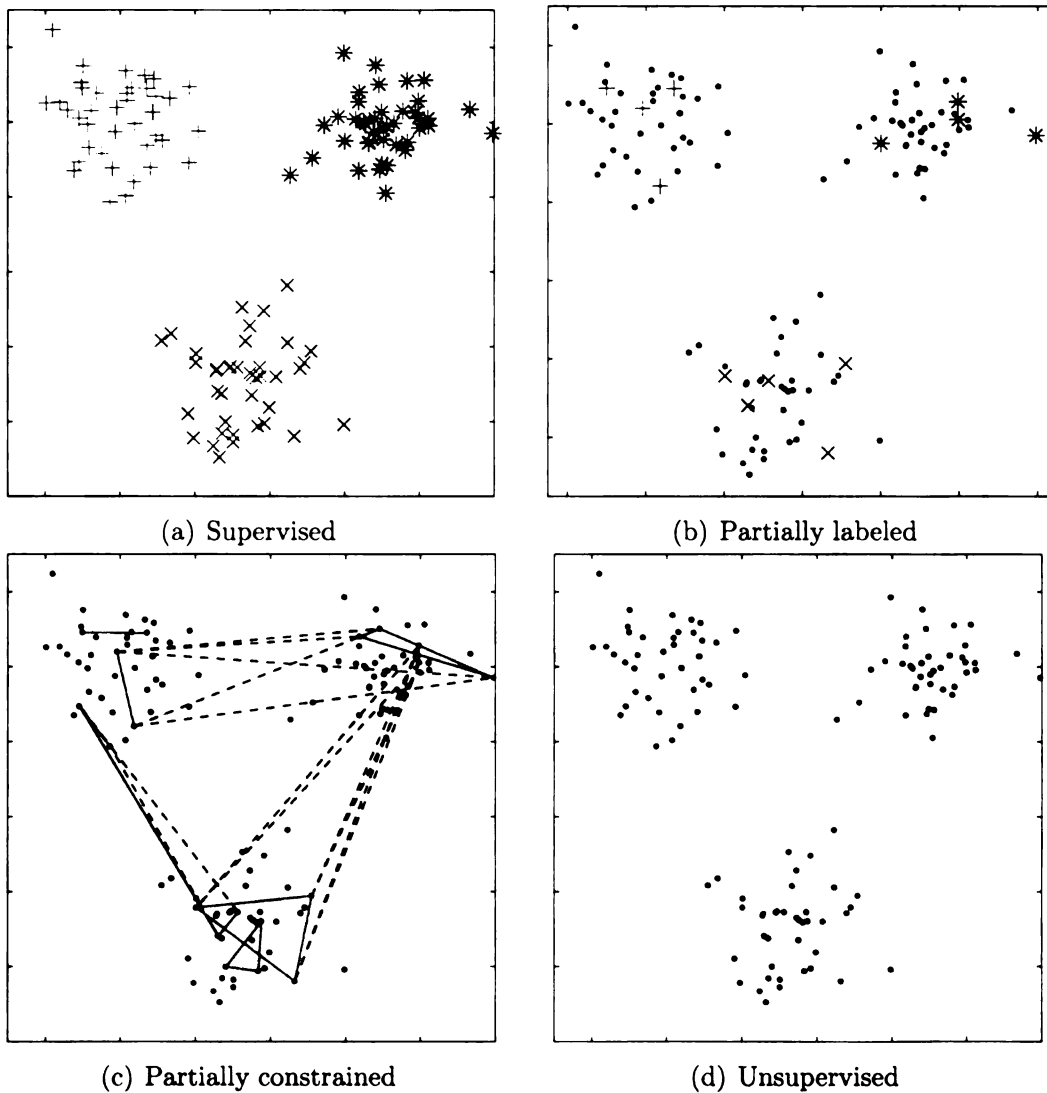 (a) Supervised
(b) Partially labeled
(c) Partially constrained
(d) Unsupervised